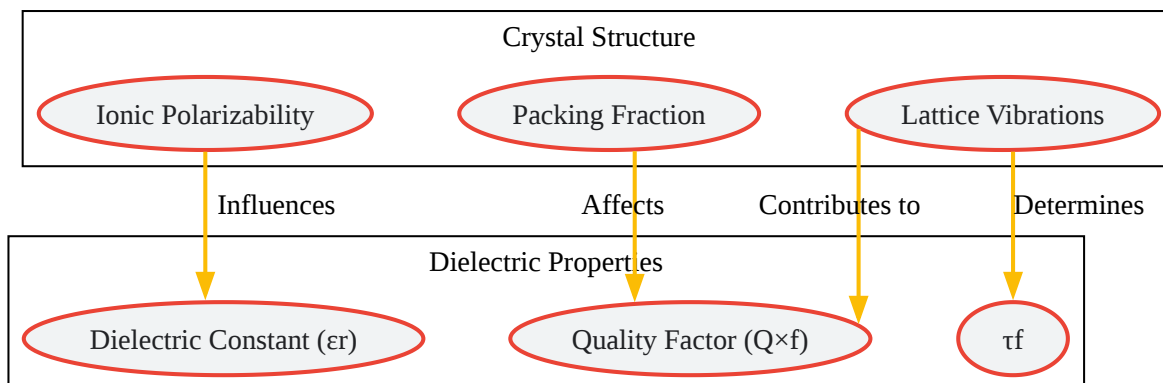 Crystal Structure
Ionic Polarizability
Packing Fraction
Lattice Vibrations
Influences
Affects
Contributes to
Determines
Dielectric Properties
Dielectric Constant (εr)
Quality Factor (Q×f)
τf